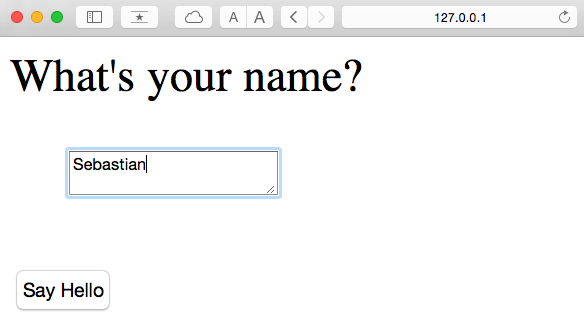 A A 127.0.0.1
What's your name?
Sebastian
Say Hello